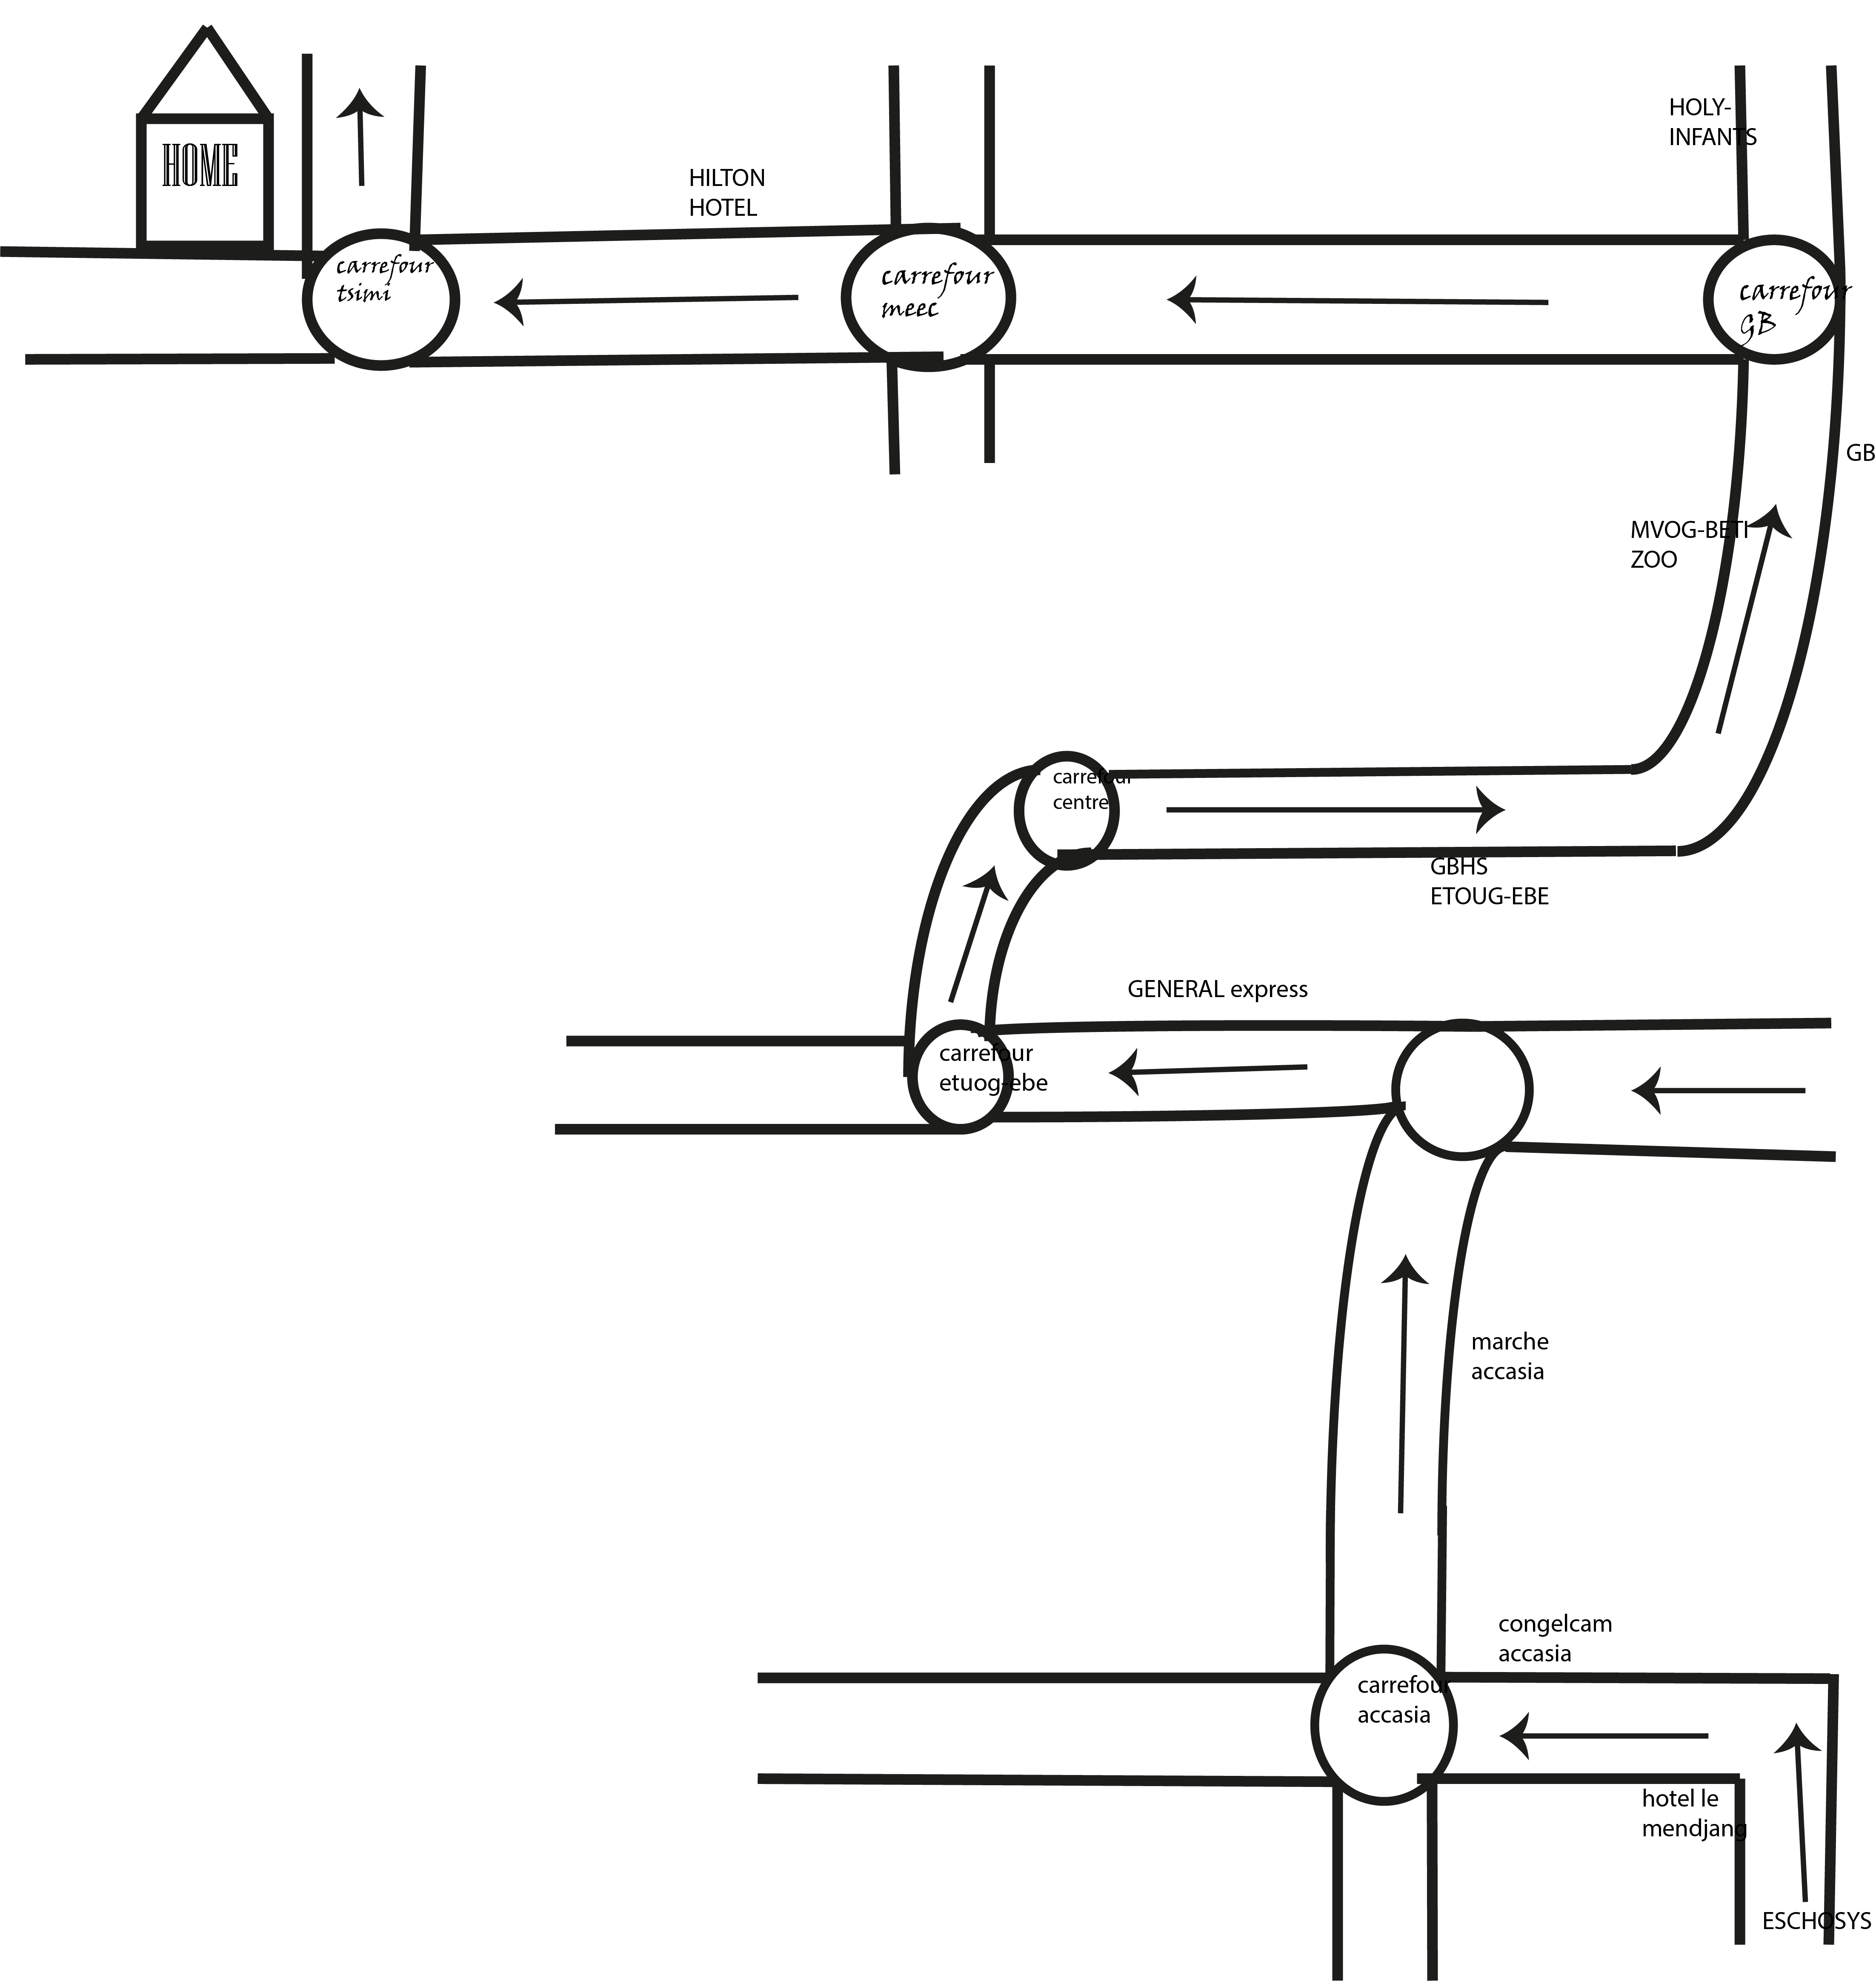 HOLY-
INFANTS
HOME
HILTON
HOTEL
carrefour
tsimi
carrefour
meec
carrefour
GB
GB
MVOG-BETI
ZOO
carrefour
centre
GBHS
ETOUG-EBE
GENERAL express
carrefour
etuog-ebe
marche
accasia
congelcam
accasia
carrefour
accasia
hotel le
mendjang
ESCHOSYS